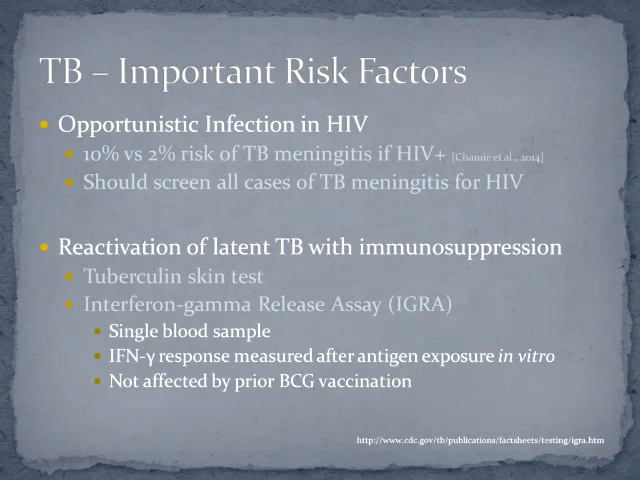 TB – Important Risk Factors
• Opportunistic Infection in HIV
• 10% vs 2% risk of TB meningitis if HIV+ [Chamie et al., 2014]
• Should screen all cases of TB meningitis for HIV
• Reactivation of latent TB with immunosuppression
• Tuberculin skin test
• Interferon-gamma Release Assay (IGRA)
• Single blood sample
• IFN-γ response measured after antigen exposure in vitro
• Not affected by prior BCG vaccination
http://www.cdc.gov/tb/publications/factsheets/testing/igra.htm